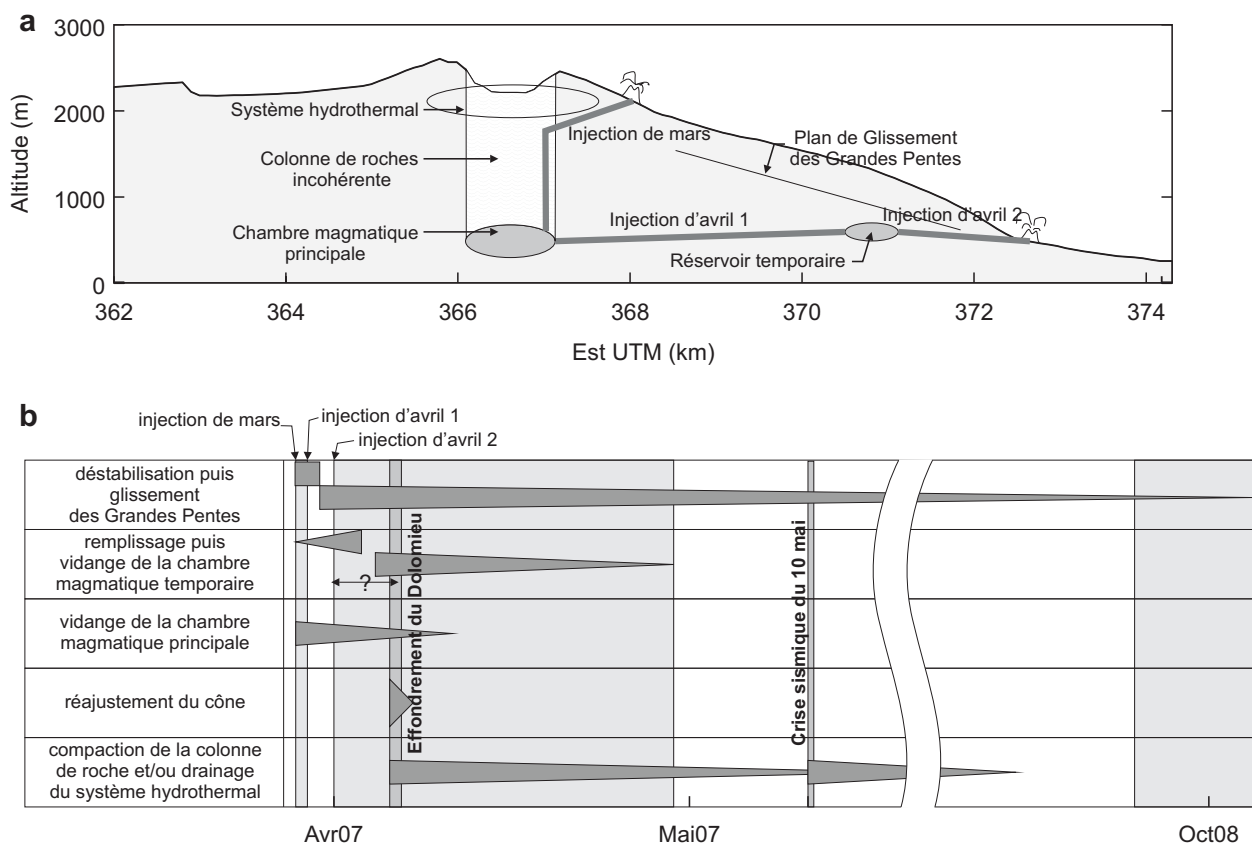 a
3000
2000
1000
0
Altitude (m)
Système hydrothermal
Colonne de roches
incohérente
Chambre magmatique
principale
Injection de mars
Plan de Glissement
des Grandes Pentes
Injection d'avril 1
Injection d'avril 2
Réservoir temporaire
362
364
366
368
370
372
374
Est UTM (km)
b
injection de mars
injection d'avril 1
injection d'avril 2
déstabilisation puis
glissement
des Grandes Pentes
remplissage puis
vidange de la chambre
magmatique temporaire
?
vidange de la chambre
magmatique principale
réajustement du cône
compaction de la colonne
de roche et/ou drainage
du système hydrothermal
Effondrement du Dolomieu
Crise sismique du 10 mai
Avr07
Mai07
Oct08